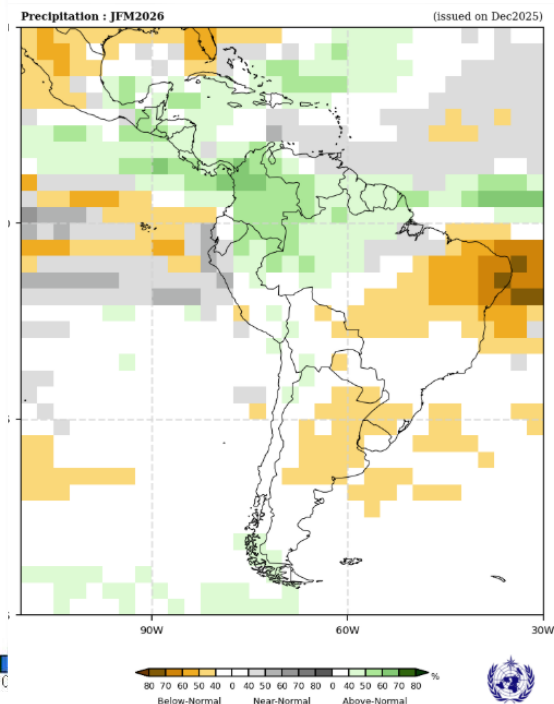 Precipitation : JFM2026 (issued on Dec2025)
90W 60W 30W
80 70 60 50 40 0 40 50 60 70 80 0 40 50 60 70 80 %
Below-Normal Near-Normal Above-Normal